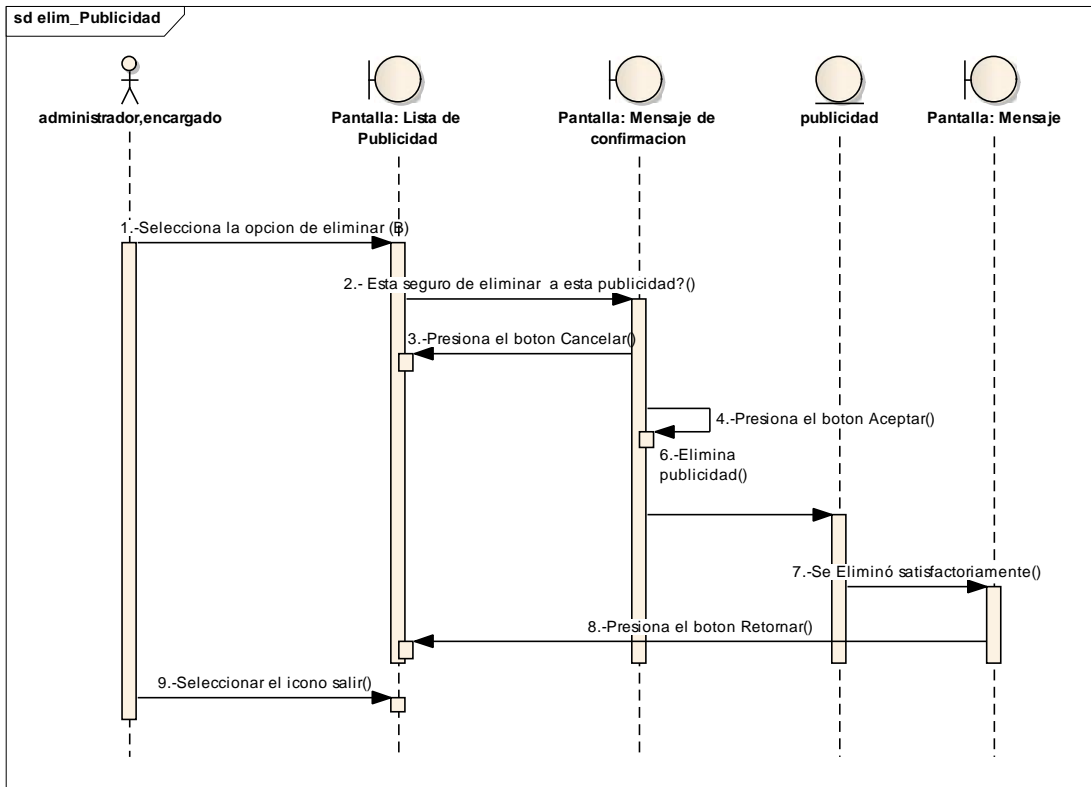 sd elim_Publicidad
administrador,encargado
Pantalla: Lista de
Publicidad
Pantalla: Mensaje de
confirmacion
publicidad
Pantalla: Mensaje
1.-Selecciona la opcion de eliminar (B)
2.- Esta seguro de eliminar a esta publicidad?()
3.-Presiona el boton Cancelar()
4.-Presiona el boton Aceptar()
6.-Elimina
publicidad()
7.-Se Eliminó satisfactoriamente()
8.-Presiona el boton Retornar()
9.-Seleccionar el icono salir()